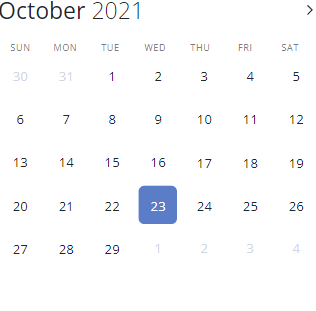 October 2021
SUN MON TUE WED THU FRI SAT
30 31 1 2 3 4 5
6 7 8 9 10 11 12
13 14 15 16 17 18 19
20 21 22 23 24 25 26
27 28 29 1 2 3 4